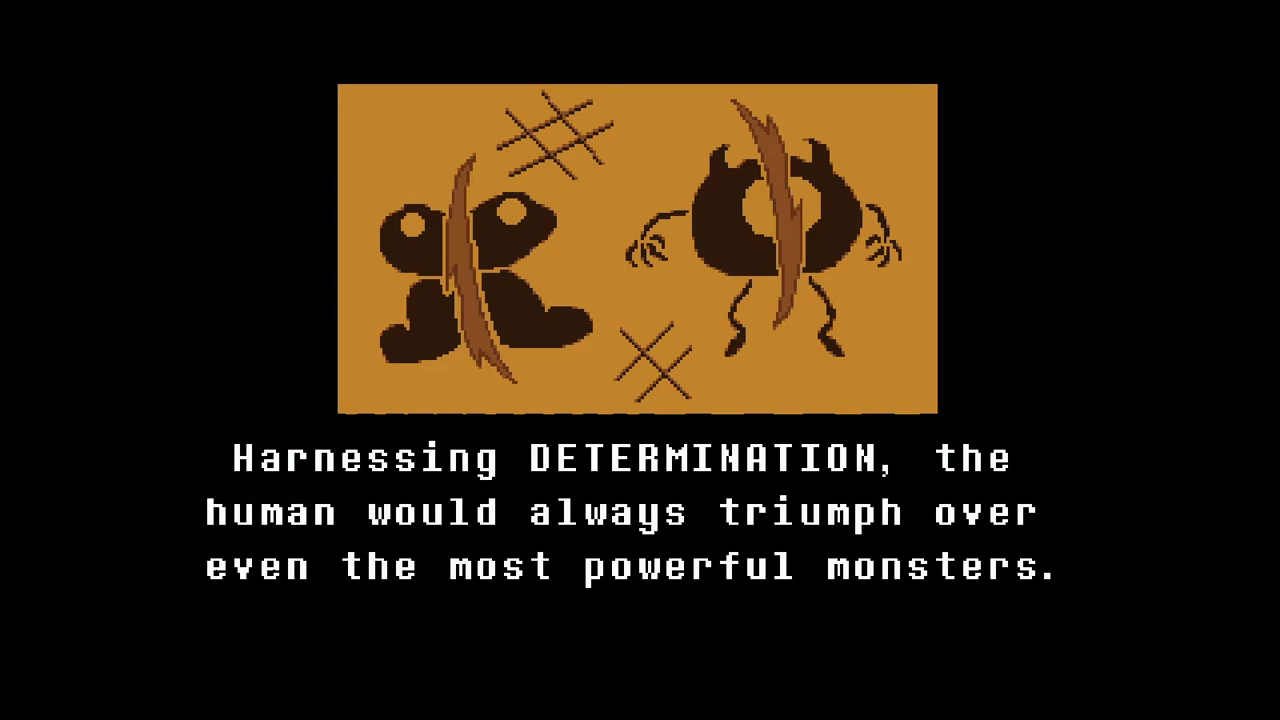 Harnessing DETERMINATION, the
human would always triumph over
even the most powerful monsters.